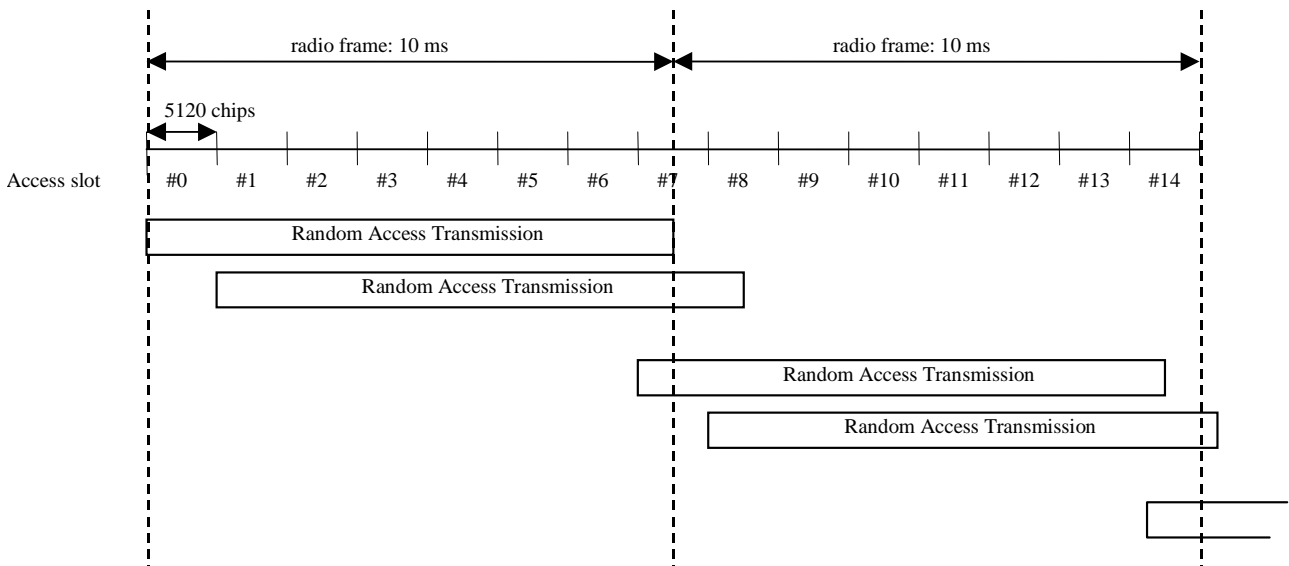 radio frame: 10 ms radio frame: 10 ms
5120 chips
Access slot #0 #1 #2 #3 #4 #5 #6 #7 #8 #9 #10 #11 #12 #13 #14
Random Access Transmission
Random Access Transmission
Random Access Transmission
Random Access Transmission